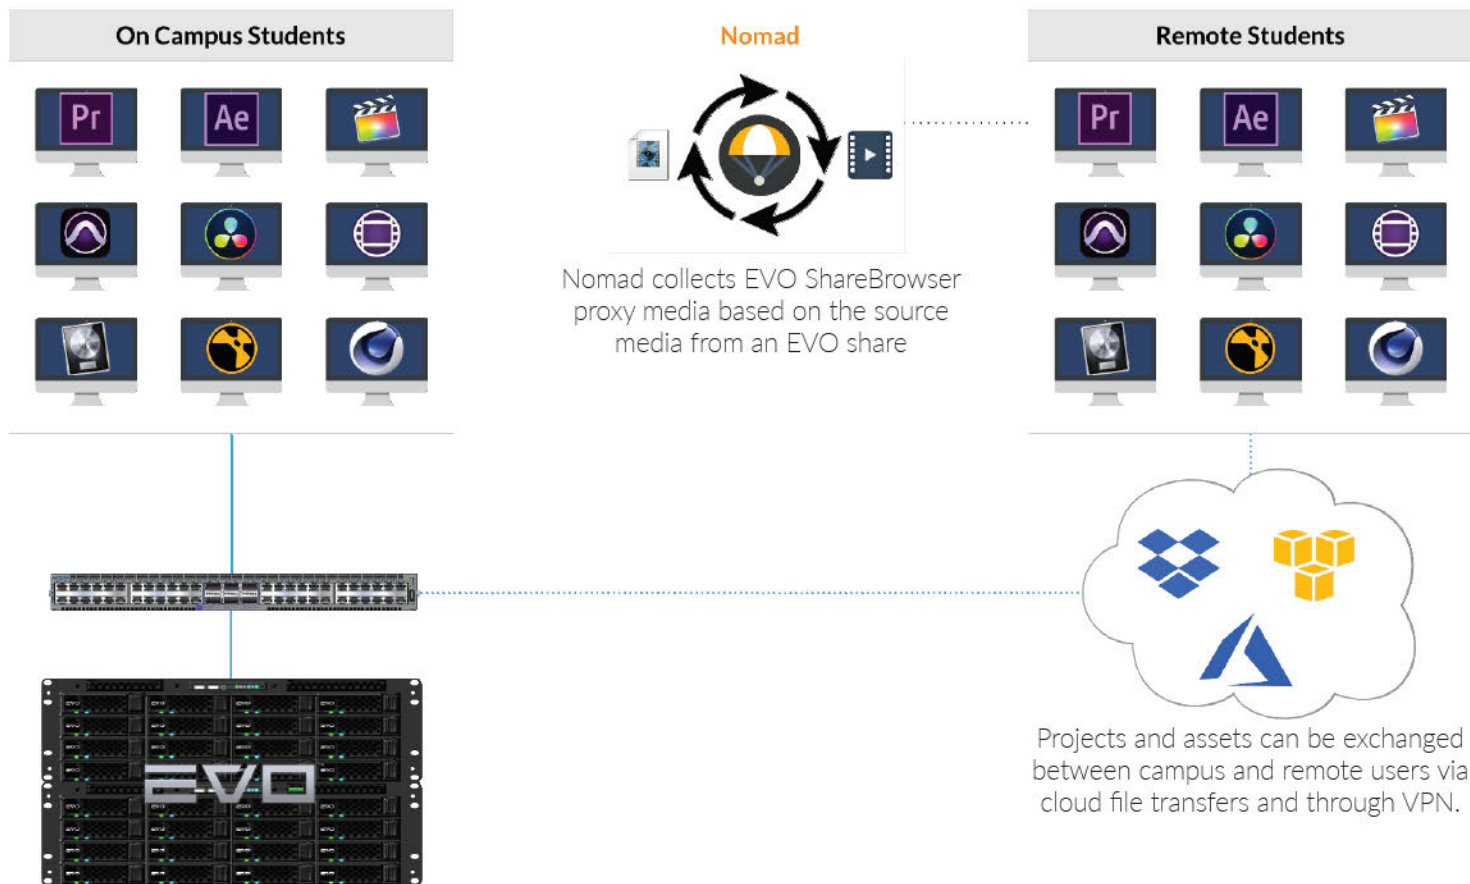 On Campus Students
Nomad
Remote Students
Pr
Ae
Pr
Ae
Nomad collects EVO ShareBrowser
proxy media based on the source
media from an EVO share
EVO
Projects and assets can be exchanged
between campus and remote users via
cloud file transfers and through VPN.